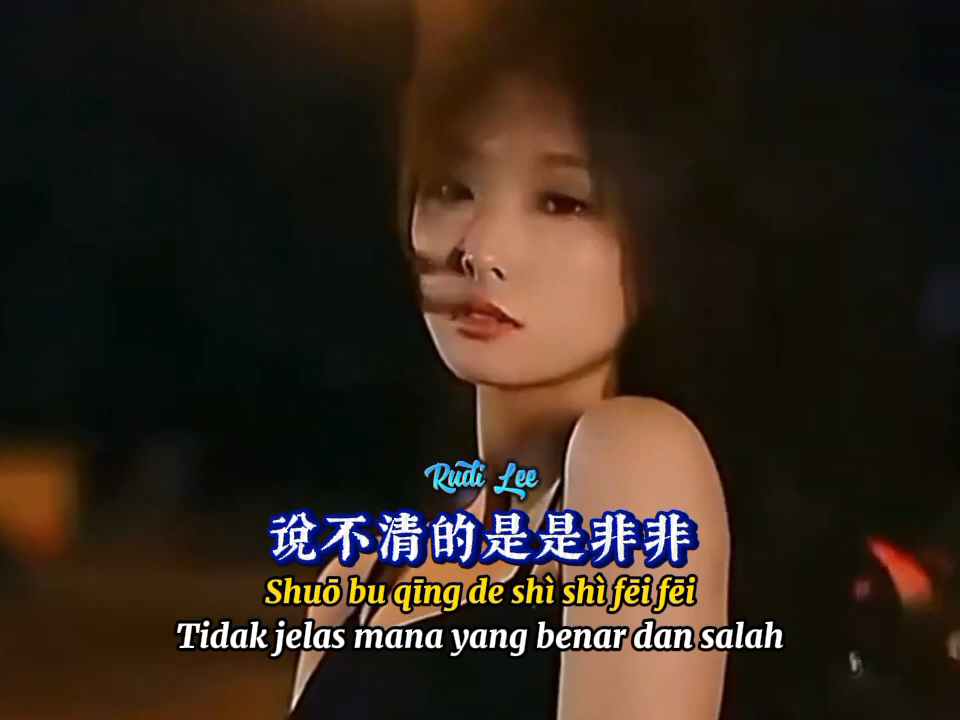 Rudi Lee
说不清的是是非非
Shuō bu qīng de shì shì fēi fēi
Tidak jelas mana yang benar dan salah